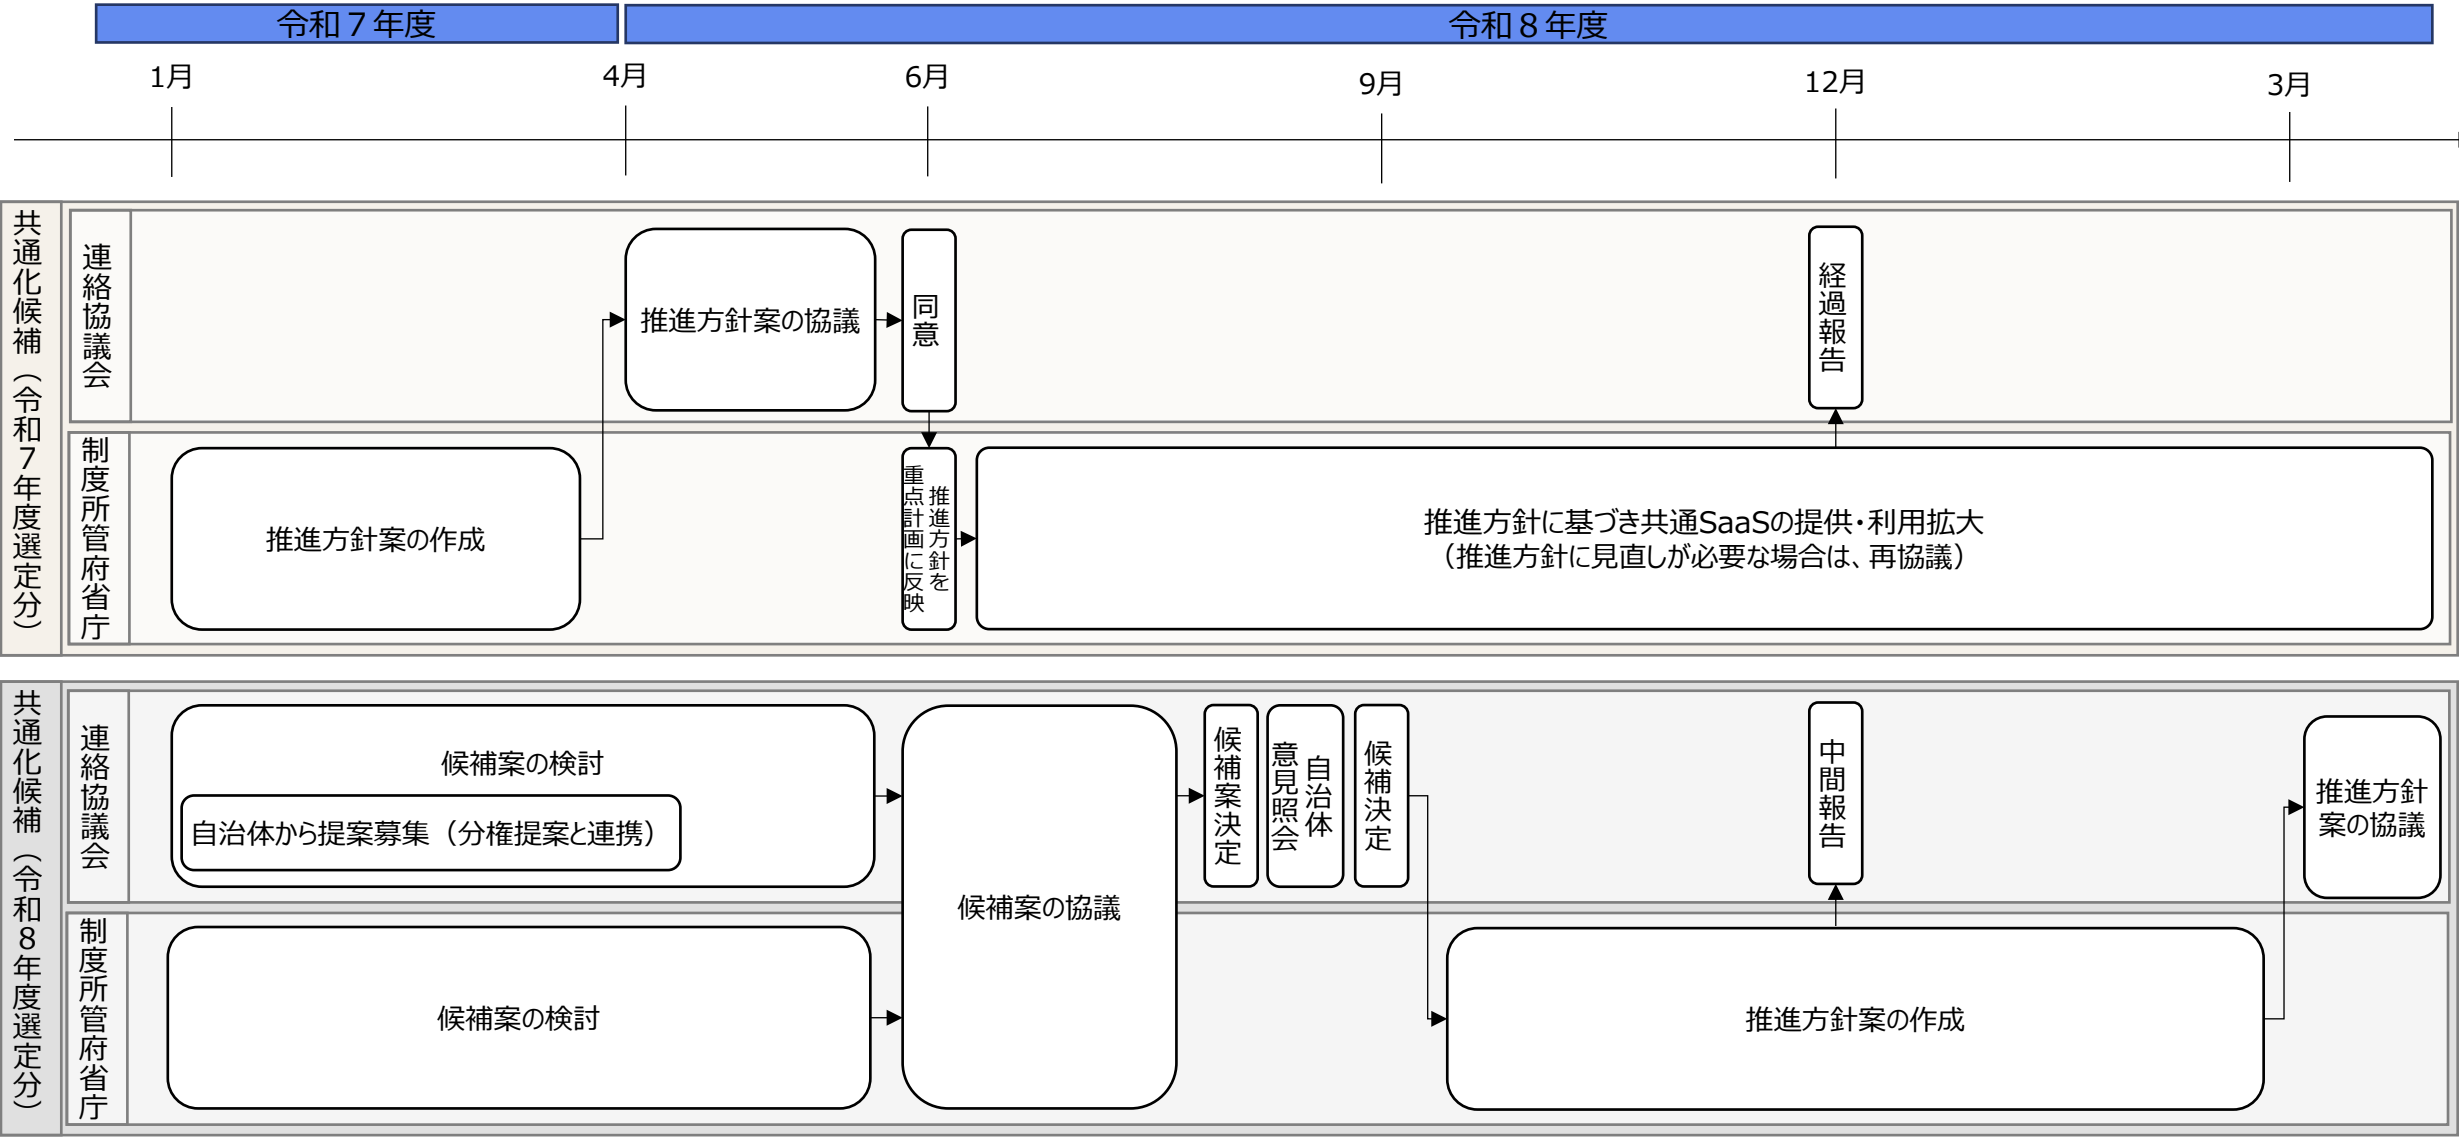 令和７年度
令和８年度
1月
4月
6月
9月
12月
3月
共通化候補（令和７年度選定分）
連絡協議会
推進方針案の協議
同意
経過報告
制度所管府省庁
推進方針案の作成
推進方針を
重点計画に反映
推進方針に基づき共通SaaSの提供・利用拡大
（推進方針に見直しが必要な場合は、再協議）
共通化候補（令和８年度選定分）
連絡協議会
候補案の検討
自治体から提案募集（分権提案と連携）
候補案の協議
候補案決定
自治体
意見照会
候補決定
中間報告
推進方針
案の協議
制度所管府省庁
候補案の検討
推進方針案の作成